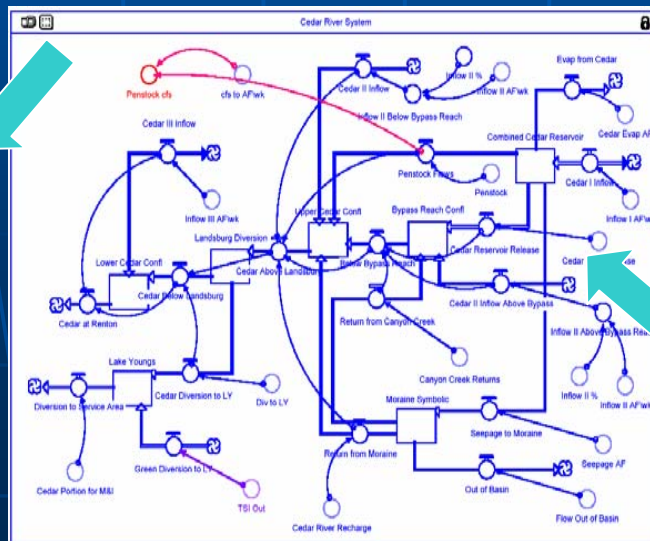 Cedar River System
Penstock cfs
cfs to AF\wk
Cedar II Inflow
Inflow II %
Inflow II AF\wk
Inflow II Below Bypass Reach
Evap from Cedar
Cedar Evap AF
Combined Cedar Reservoir
Cedar III Inflow
Inflow III AF\wk
Penstock Flows
Penstock
Cedar I Inflow
Inflow I AF\wk
Upper Cedar Confl
Bypass Reach Confl
Landsburg Diversion
Cedar Above Landsburg
Below Bypass Reach
Cedar Reservoir Release
Cedar
Lower Cedar Confl
Cedar Below Landsburg
Cedar at Renton
Cedar II Inflow Above Bypass
Inflow II Above Bypass
Return from Canyon Creek
Canyon Creek Returns
Inflow II %
Inflow II AF\wk
Lake Youngs
Diversion to Service Area
Cedar Diversion to LY
Div to LY
Moraine Symbolic
Seepage to Moraine
Seepage AF
Green Diversion to LY
Return from Moraine
Cedar Portion for M&I
TSI Out
Cedar River Recharge
Out of Basin
Flow Out of Basin